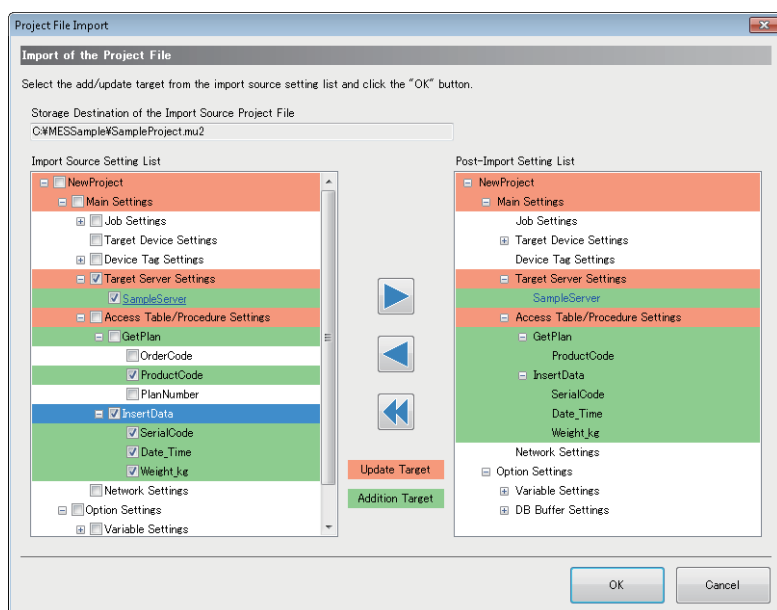 Project File Import
Import of the Project File
Select the add/update target from the import source setting list and click the "OK" button.
Storage Destination of the Import Source Project File
C:¥MESSample¥SampleProject.mu2
Import Source Setting List
NewProject
Main Settings
Job Settings
Target Device Settings
Device Tag Settings
Target Server Settings
SampleServer
Access Table/Procedure Settings
GetPlan
OrderCode
ProductCode
PlanNumber
InsertData
SerialCode
Date_Time
Weight_kg
Network Settings
Option Settings
Variable Settings
Update Target
Addition Target
Post-Import Setting List
NewProject
Main Settings
Job Settings
Target Device Settings
Device Tag Settings
Target Server Settings
SampleServer
Access Table/Procedure Settings
GetPlan
ProductCode
InsertData
SerialCode
Date_Time
Weight_kg
Network Settings
Option Settings
Variable Settings
DB Buffer Settings
OK
Cancel